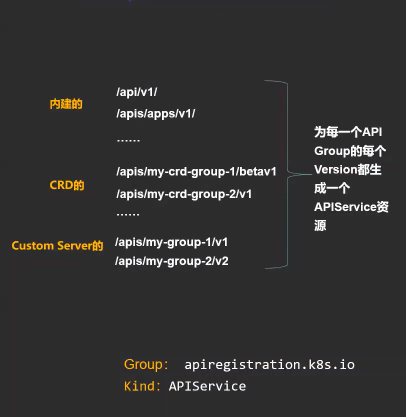 内建的
/api/v1/
/apis/apps/v1/
……
CRD的
/apis/my-crd-group-1/betav1
/apis/my-crd-group-2/v1
……
Custom Server的
/apis/my-group-1/v1
/apis/my-group-2/v2
为每一个API
Group的每个
Version都生
成一个
APIService资
源
Group： apiregistration.k8s.io
Kind：APIService